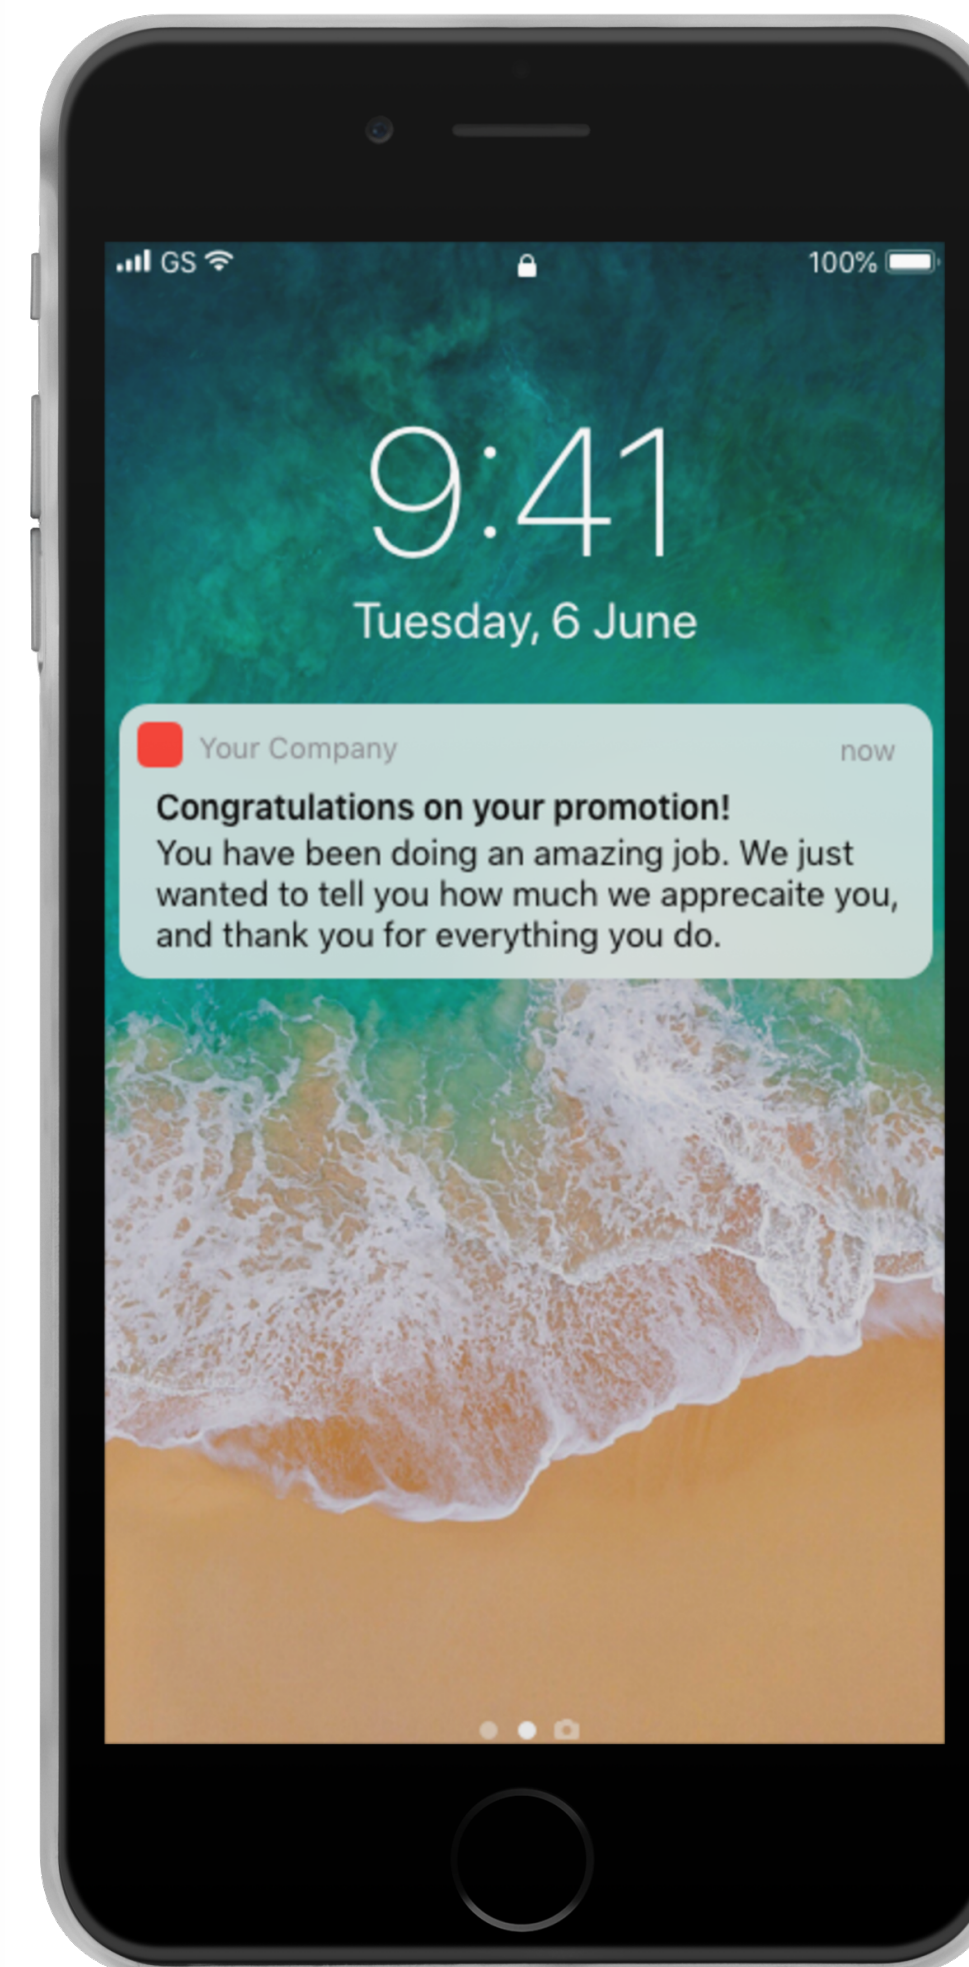 GS 100%
9:41
Tuesday, 6 June
Your Company now
Congratulations on your promotion!
You have been doing an amazing job. We just
wanted to tell you how much we apprecaite you,
and thank you for everything you do.